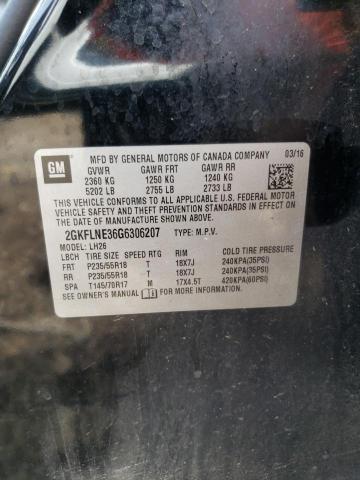 GM
MFD BY GENERAL MOTORS OF CANADA COMPANY 03/16
GVWR GAWR FRT GAWR RR
2360 KG 1250 KG 1240 KG
5202 LB 2755 LB 2733 LB
THIS VEHICLE CONFORMS TO ALL APPLICABLE U.S. FEDERAL MOTOR
VEHICLE SAFETY AND THEFT PREVENTION STANDARDS IN EFFECT ON THE
DATE OF MANUFACTURE SHOWN ABOVE.
2GKFLNE36G6306207 TYPE: M.P.V.
MODEL: LH26
LBCH TIRE SIZE SPEED RTG RIM COLD TIRE PRESSURE
FRT P235/55R18 T 18X7J 240KPA(35PSI)
RR P235/55R18 T 18X7J 240KPA(35PSI)
SPA T145/70R17 M 17X4.5T 420KPA(60PSI)
SEE OWNER'S MANUAL FOR MORE INFORMATION.